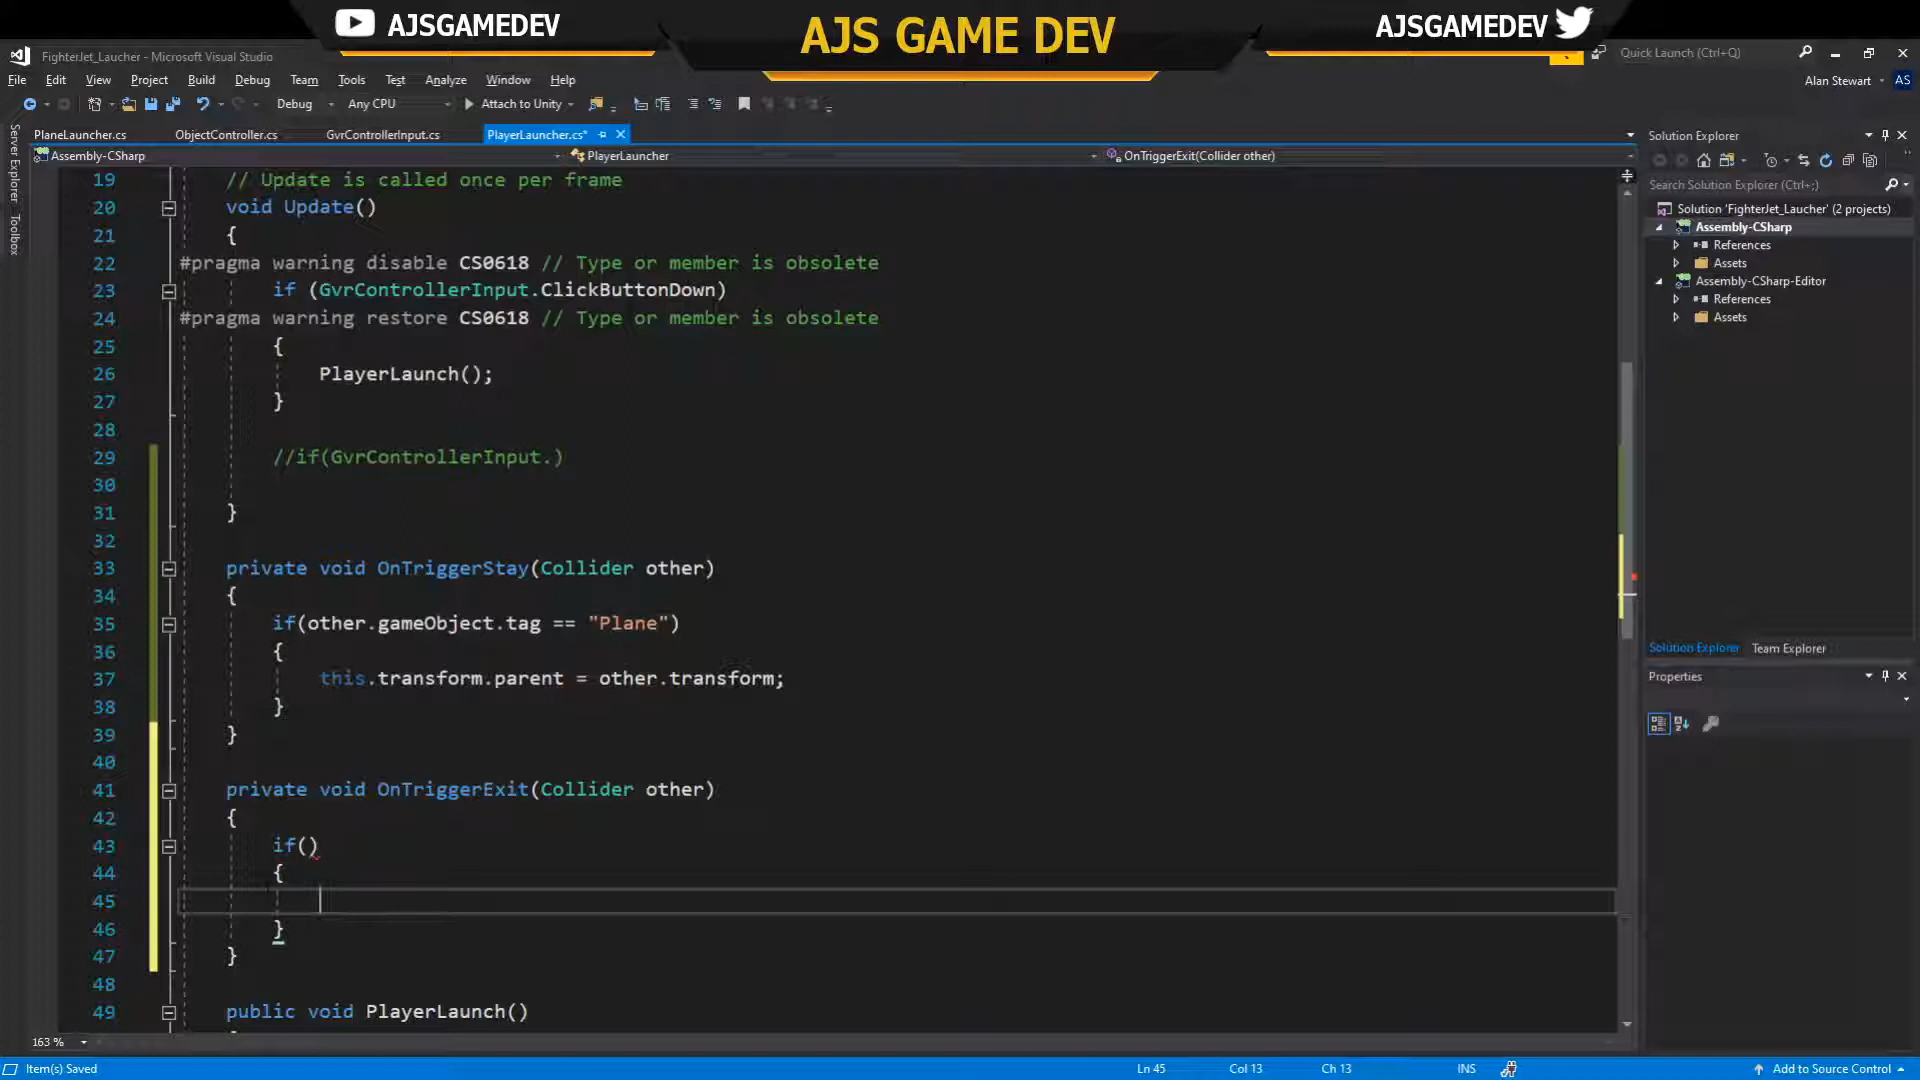 AJSGAMEDEV
AJS GAME DEV
AJSGAMEDEV
FighterJet_Laucher - Microsoft Visual Studio
Quick Launch (Ctrl+Q)
File Edit View Project Build Debug Team Tools Test Analyze Window Help
Alan Stewart AS
Debug Any CPU Attach to Unity
PlaneLauncher.cs ObjectController.cs GvrControllerInput.cs PlayerLauncher.cs*
Assembly-CSharp PlayerLauncher OnTriggerExit(Collider other)
Server Explorer
Toolbox
19 // Update is called once per frame
20 void Update()
21 {
22 #pragma warning disable CS0618 // Type or member is obsolete
23 if (GvrControllerInput.ClickButtonDown)
24 #pragma warning restore CS0618 // Type or member is obsolete
25 {
26 PlayerLaunch();
27 }
28
29 //if(GvrControllerInput.)
30
31 }
32
33 private void OnTriggerStay(Collider other)
34 {
35 if(other.gameObject.tag == "Plane")
36 {
37 this.transform.parent = other.transform;
38 }
39 }
40
41 private void OnTriggerExit(Collider other)
42 {
43 if()
44 {
45
46 }
47 }
48
49 public void PlayerLaunch()
163 %
Solution Explorer
Search Solution Explorer (Ctrl+;)
Solution 'FighterJet_Laucher' (2 projects)
Assembly-CSharp
References
Assets
Assembly-CSharp-Editor
References
Assets
Solution Explorer Team Explorer
Properties
Item(s) Saved Ln 45 Col 13 Ch 13 INS Add to Source Control